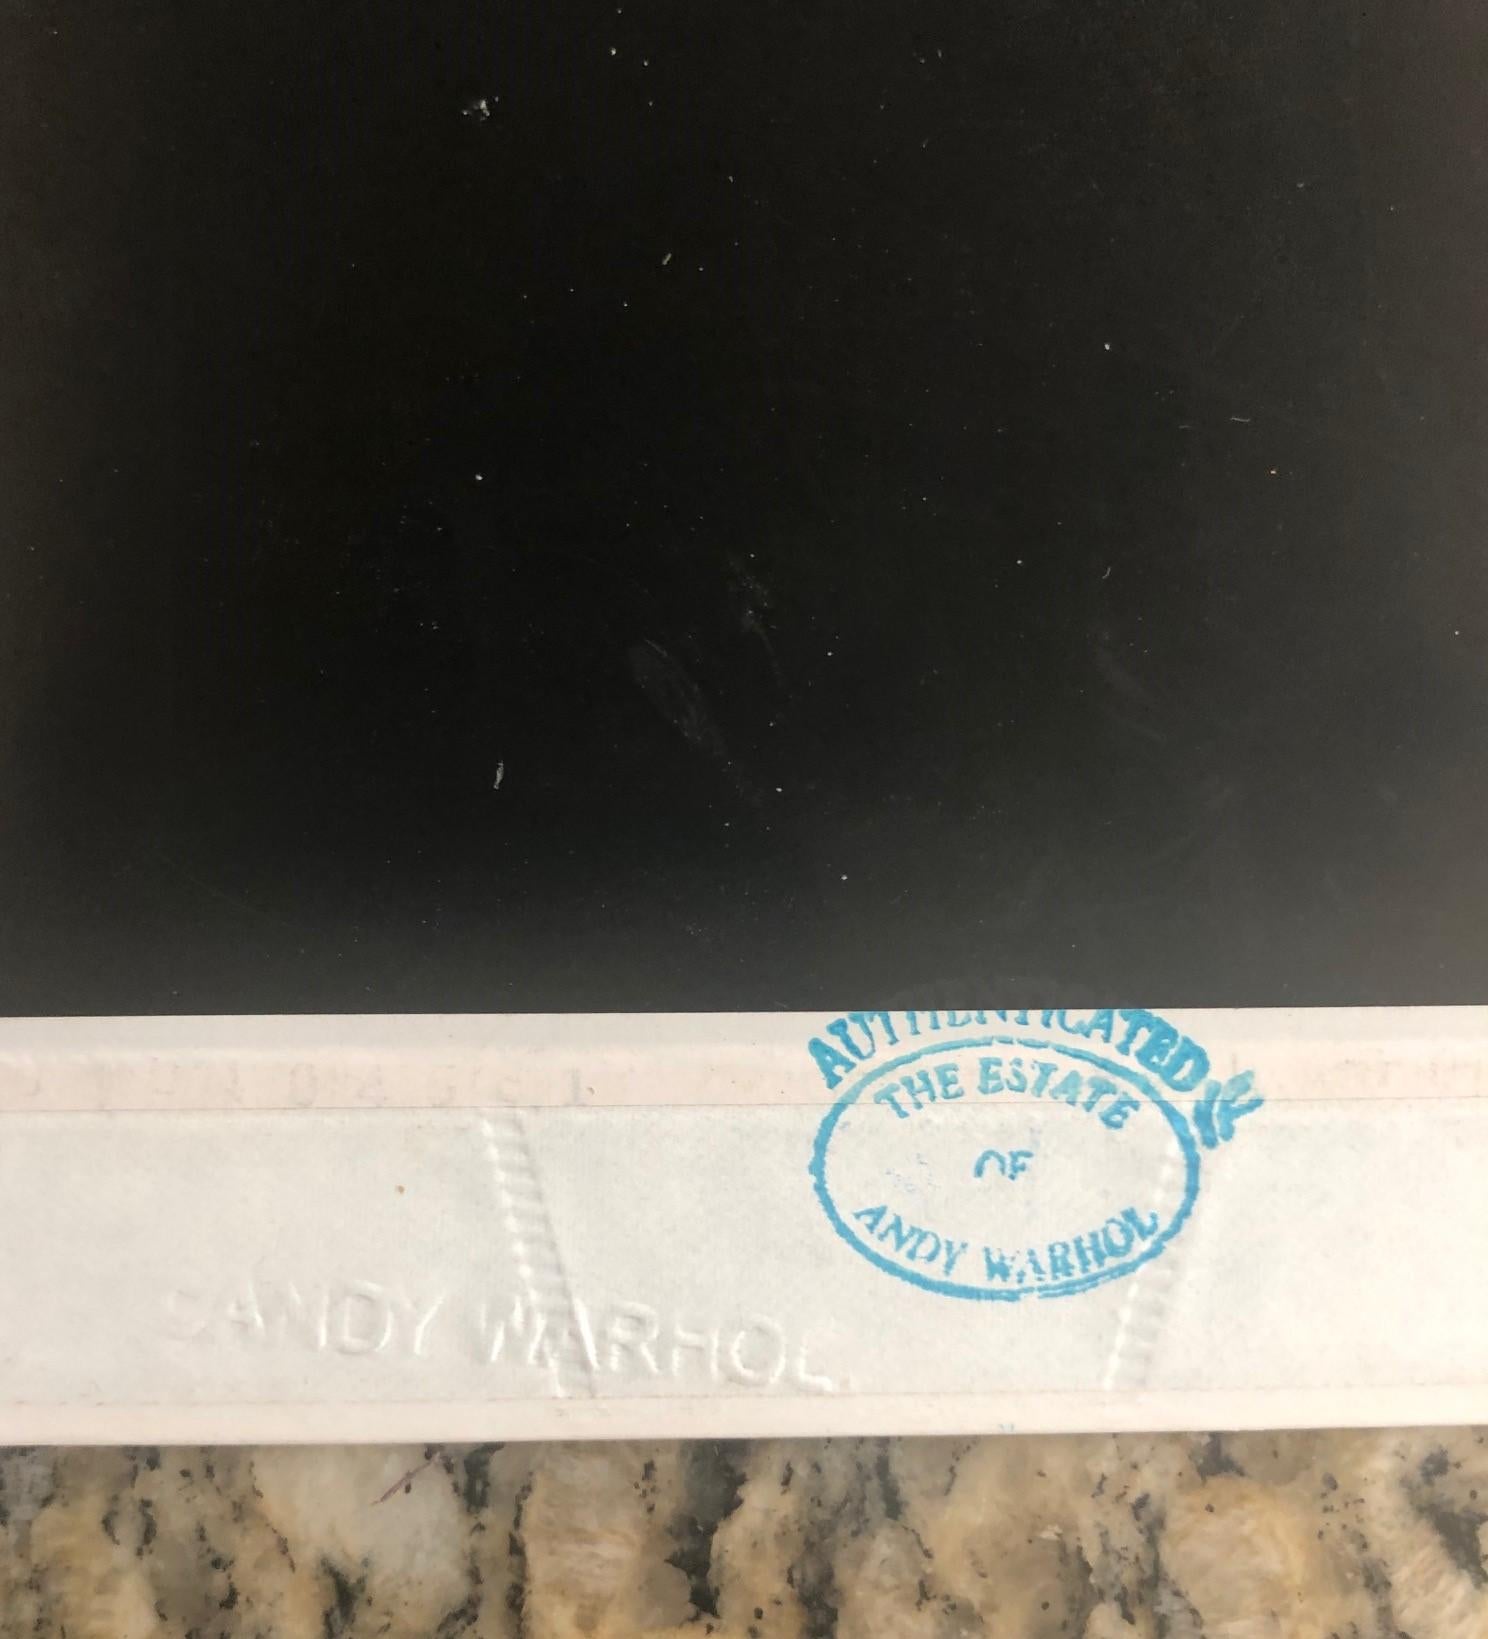 AUTHENTICATED
THE ESTATE
OF
ANDY WARHOL
ANDY WARHOL